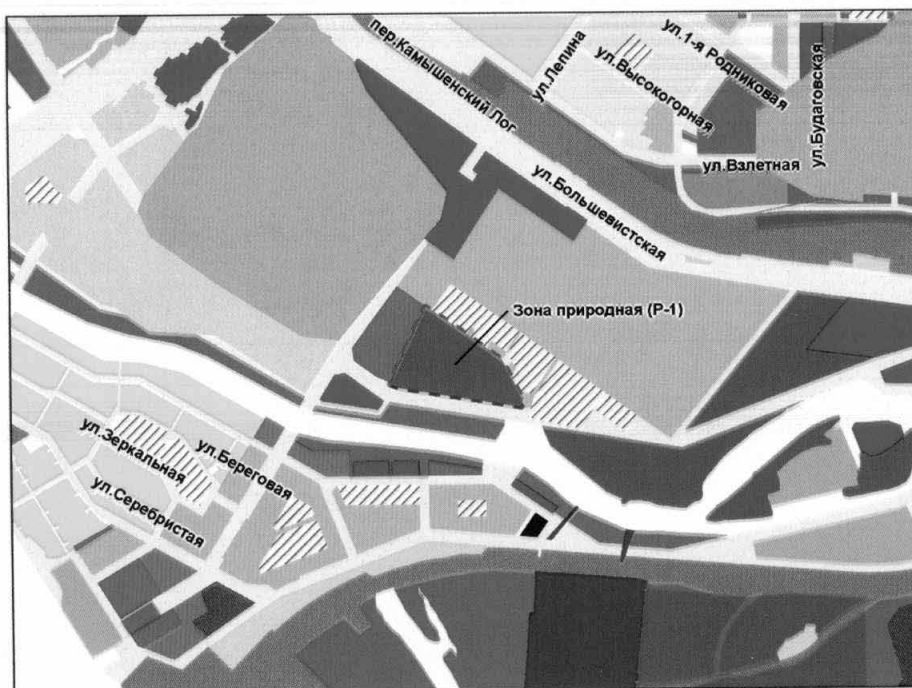 пер.Камышенский Лог
ул.Лепина
ул.1-я Родниковая
ул.Высокогорная
ул.Будаговская
ул.Взлетная
ул.Большевистская
Зона природная (Р-1)
ул.Зеркальная
ул.Береговая
ул.Серебристая